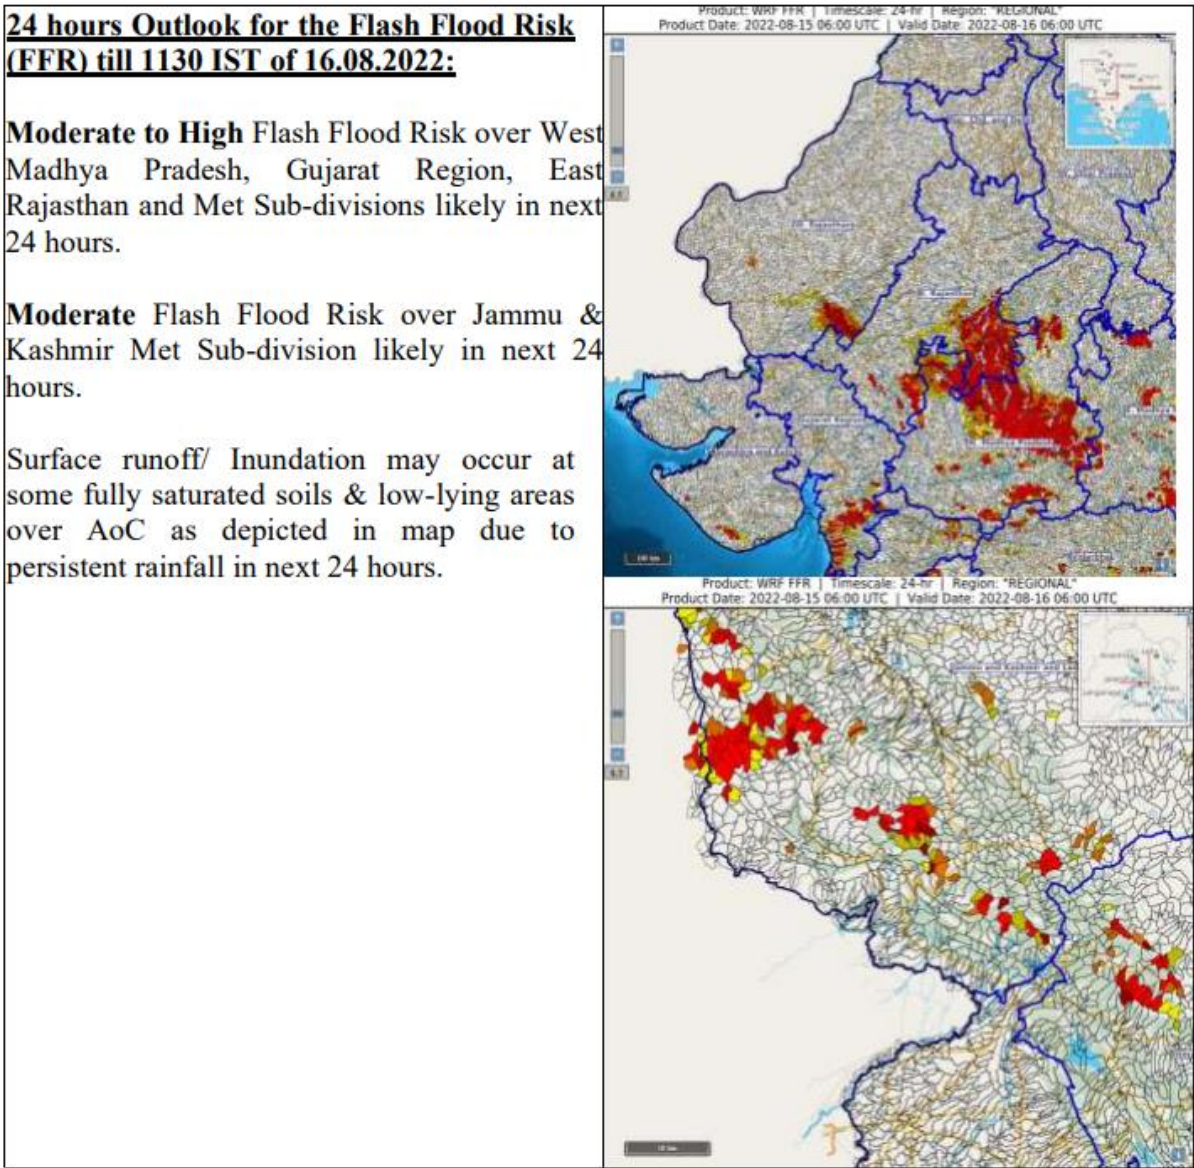 24 hours Outlook for the Flash Flood Risk
(FFR) till 1130 IST of 16.08.2022:
Moderate to High Flash Flood Risk over West
Madhya Pradesh, Gujarat Region, East
Rajasthan and Met Sub-divisions likely in next
24 hours.
Moderate Flash Flood Risk over Jammu &
Kashmir Met Sub-division likely in next 24
hours.
Surface runoff/ Inundation may occur at
some fully saturated soils & low-lying areas
over AoC as depicted in map due to
persistent rainfall in next 24 hours.
Product: WRF FFR | Timescale: 24-hr | Region: "REGIONAL"
Product Date: 2022-08-15 06:00 UTC | Valid Date: 2022-08-16 06:00 UTC
Product: WRF FFR | Timescale: 24-hr | Region: "REGIONAL"
Product Date: 2022-08-15 06:00 UTC | Valid Date: 2022-08-16 06:00 UTC